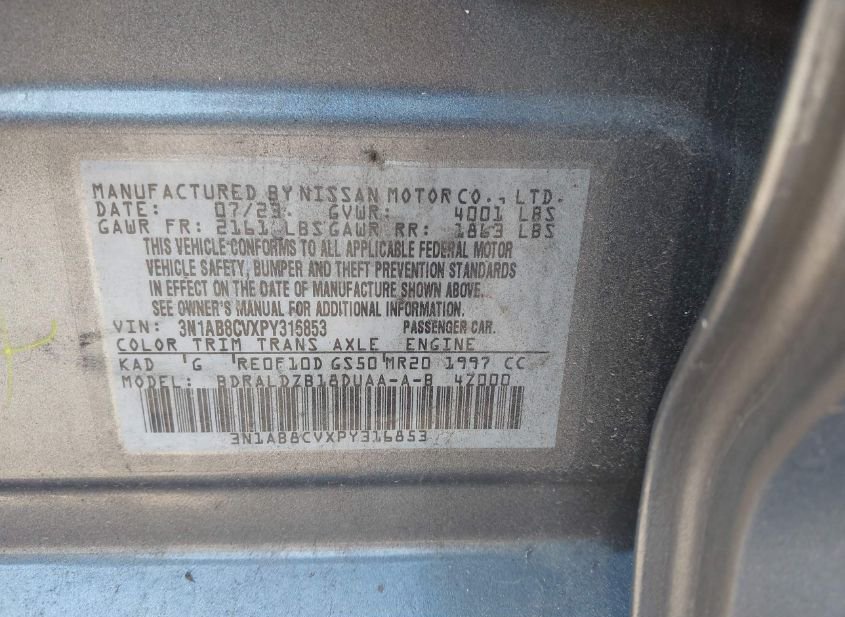 MANUFACTURED BY NISSAN MOTOR CO., LTD.
DATE: 07/23 GVWR: 4001 LBS
GAWR FR: 2161 LBS GAWR RR: 1863 LBS
THIS VEHICLE CONFORMS TO ALL APPLICABLE FEDERAL MOTOR
VEHICLE SAFETY, BUMPER AND THEFT PREVENTION STANDARDS
IN EFFECT ON THE DATE OF MANUFACTURE SHOWN ABOVE.
SEE OWNER'S MANUAL FOR ADDITIONAL INFORMATION.
VIN: 3N1AB8CVXPY316853 PASSENGER CAR.
COLOR TRIM TRANS AXLE ENGINE
KAD G RE0F10D GS50 MR20 1997 CC
MODEL: BDRALDZB18DUAA-A-B 4Z000
3N1AB8CVXPY316853